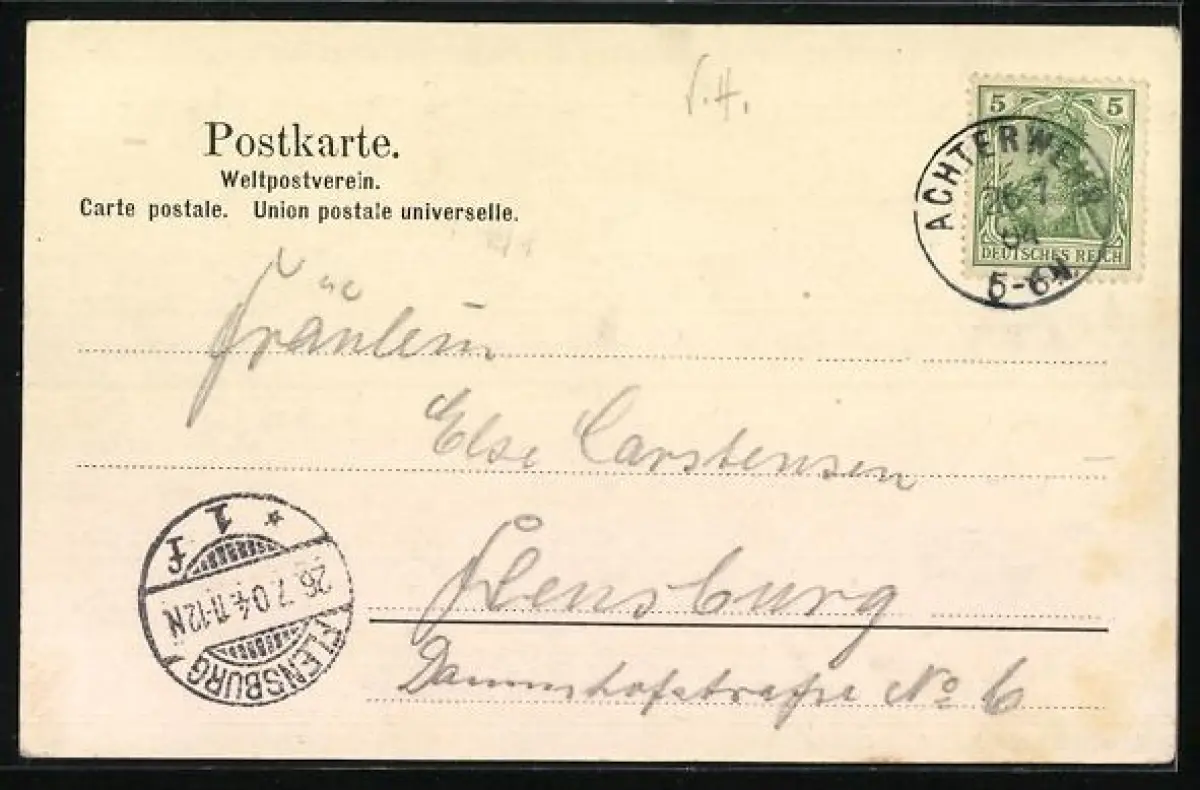 V. H.
Postkarte.
Weltpostverein.
Carte postale. Union postale universelle.
5 5
DEUTSCHES REICH
ACHTERWEHR
26 7
04
5-6N.
Fräulein
Else Carstensen
Flensburg
Dammhofstraße No 6
FLENSBURG
26.7.04.11-12N
* 1 f